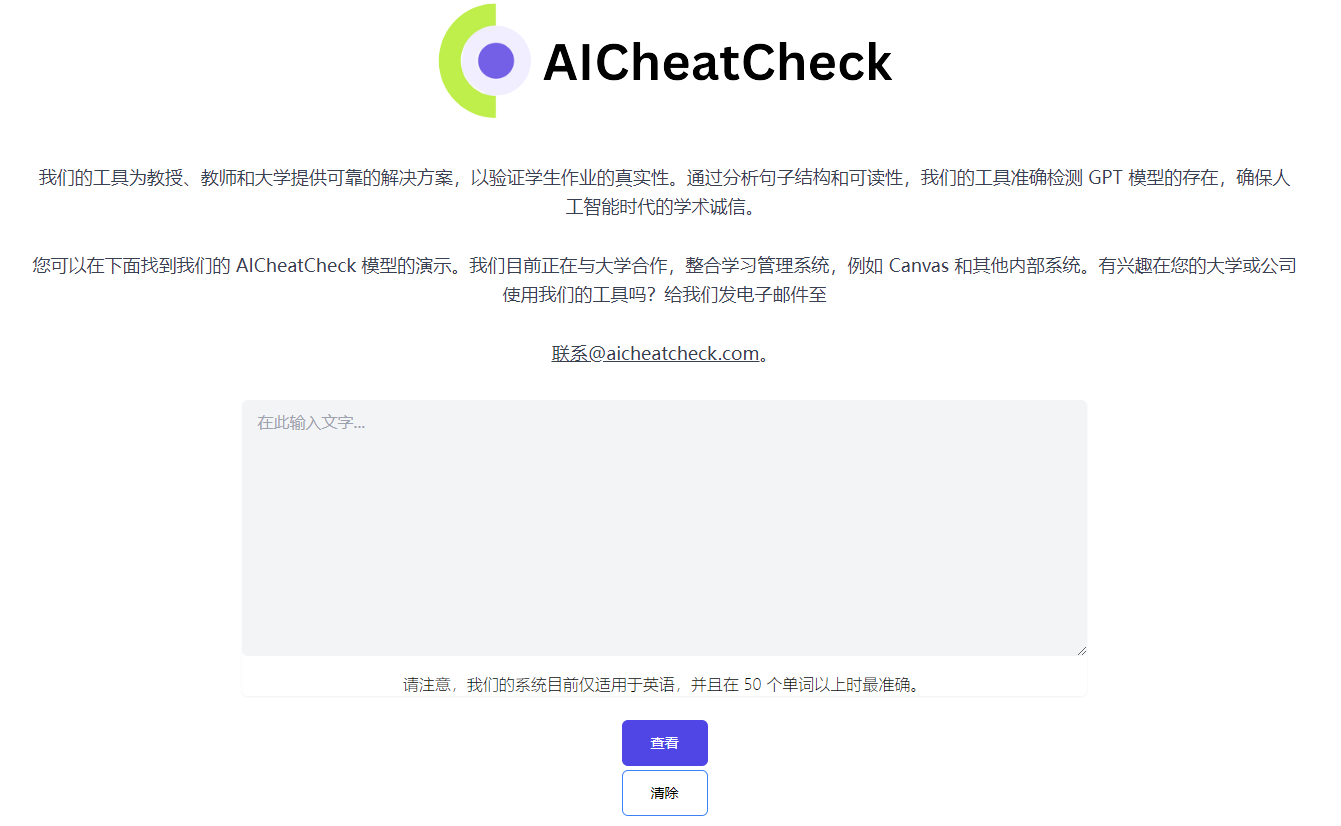 AICheatCheck
我们的工具为教授、教师和大学提供可靠的解决方案，以验证学生作业的真实性。通过分析句子结构和可读性，我们的工具准确检测 GPT 模型的存在，确保人
工智能时代的学术诚信。
您可以在下面找到我们的 AICheatCheck 模型的演示。我们目前正在与大学合作，整合学习管理系统，例如 Canvas 和其他内部系统。有兴趣在您的大学或公司
使用我们的工具吗？给我们发电子邮件至
联系@aicheatcheck.com。
在此输入文字...
请注意，我们的系统目前仅适用于英语，并且在 50 个单词以上时最准确。
查看
清除